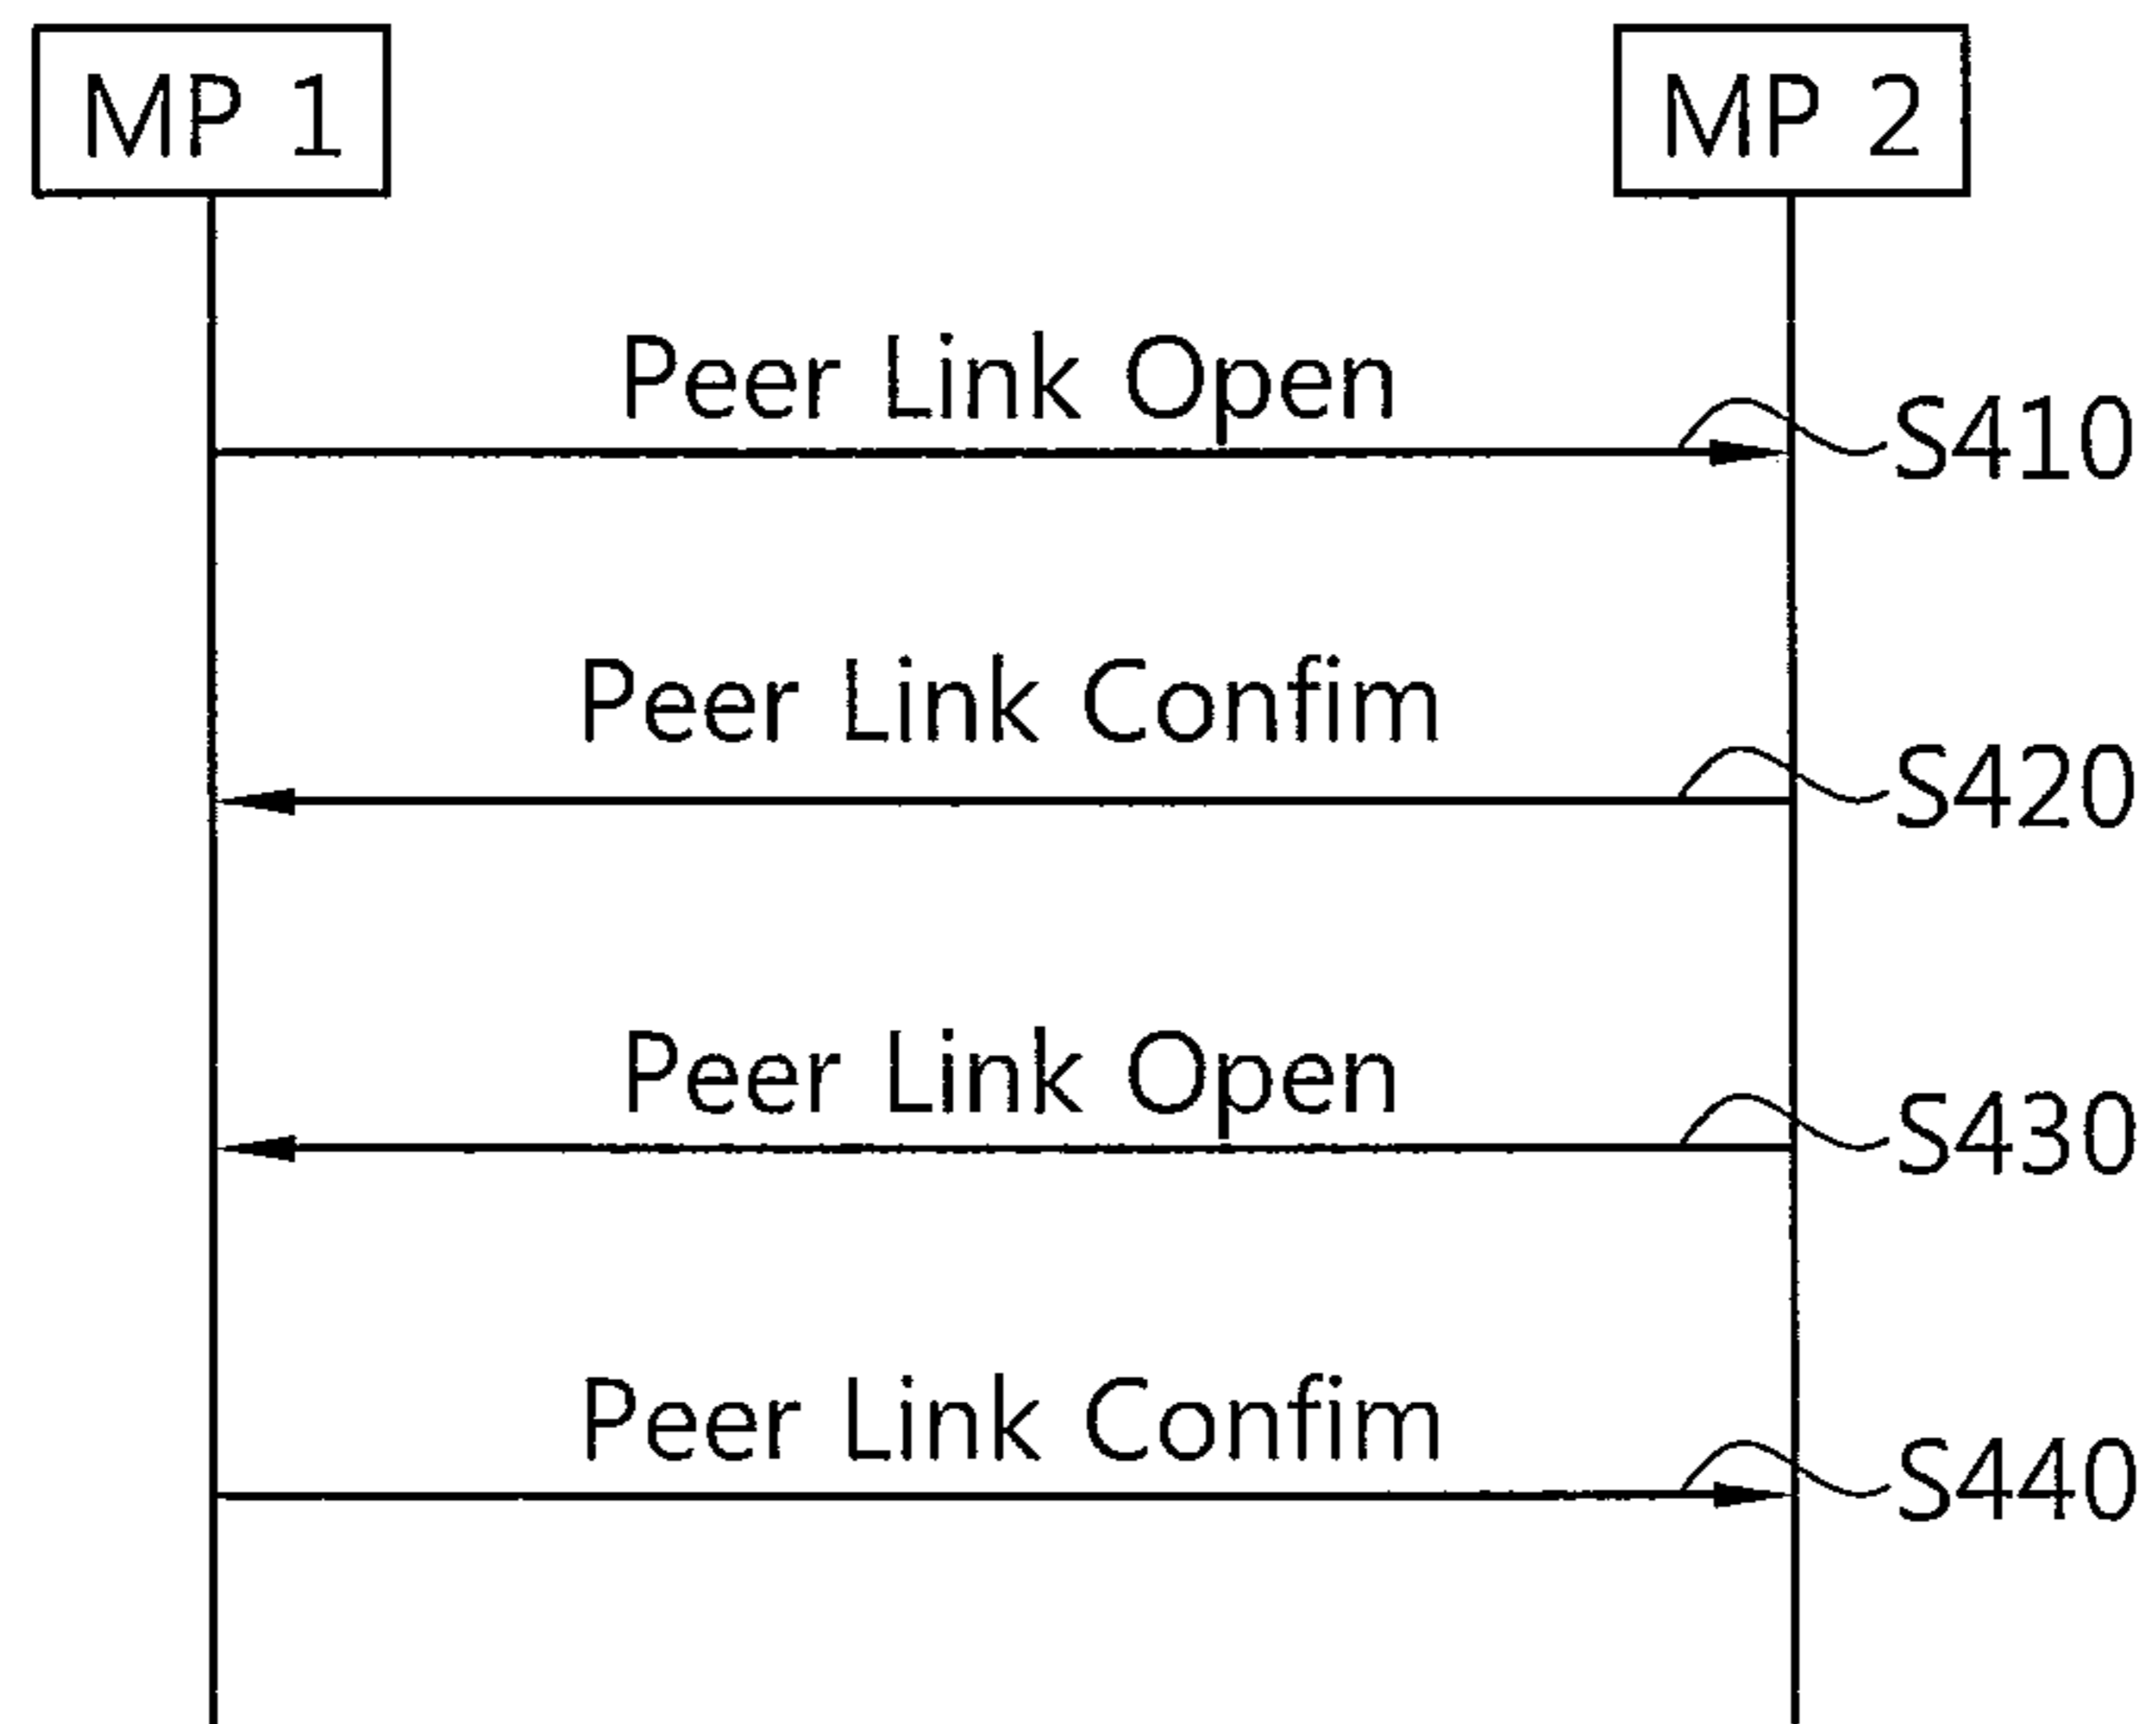 MP 1
MP 2
Peer Link Open
S410
Peer Link Confim
S420
Peer Link Open
S430
Peer Link Confim
S440